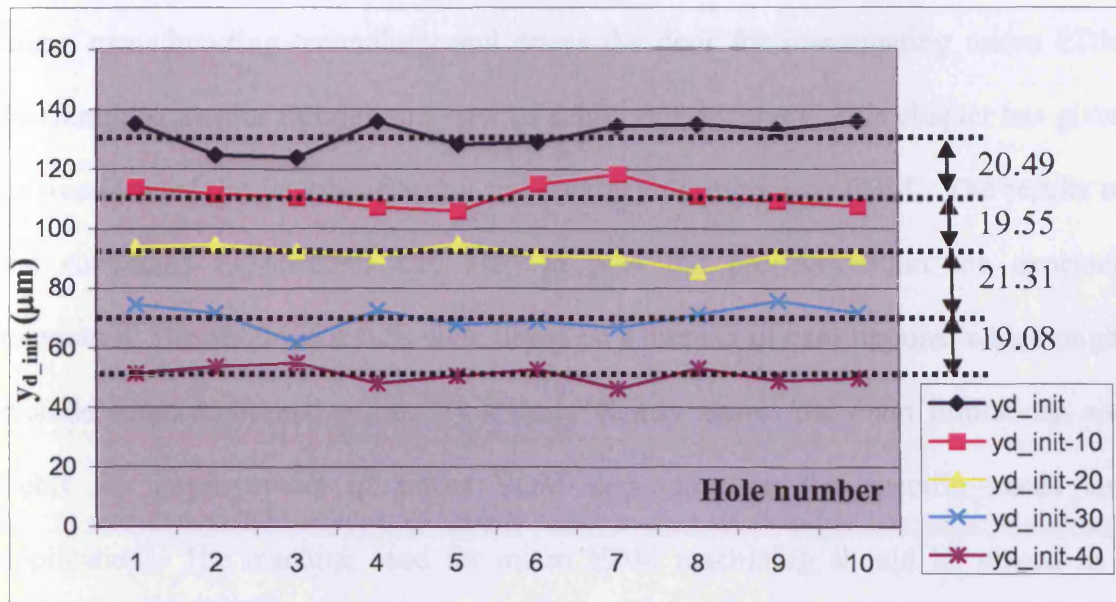 160
140
120
100
80
60
40
20
0
yd_init (μm)
1 2 3 4 5 6 7 8 9 10
Hole number
20.49
19.55
21.31
19.08
yd_init
yd_init-10
yd_init-20
yd_init-30
yd_init-40